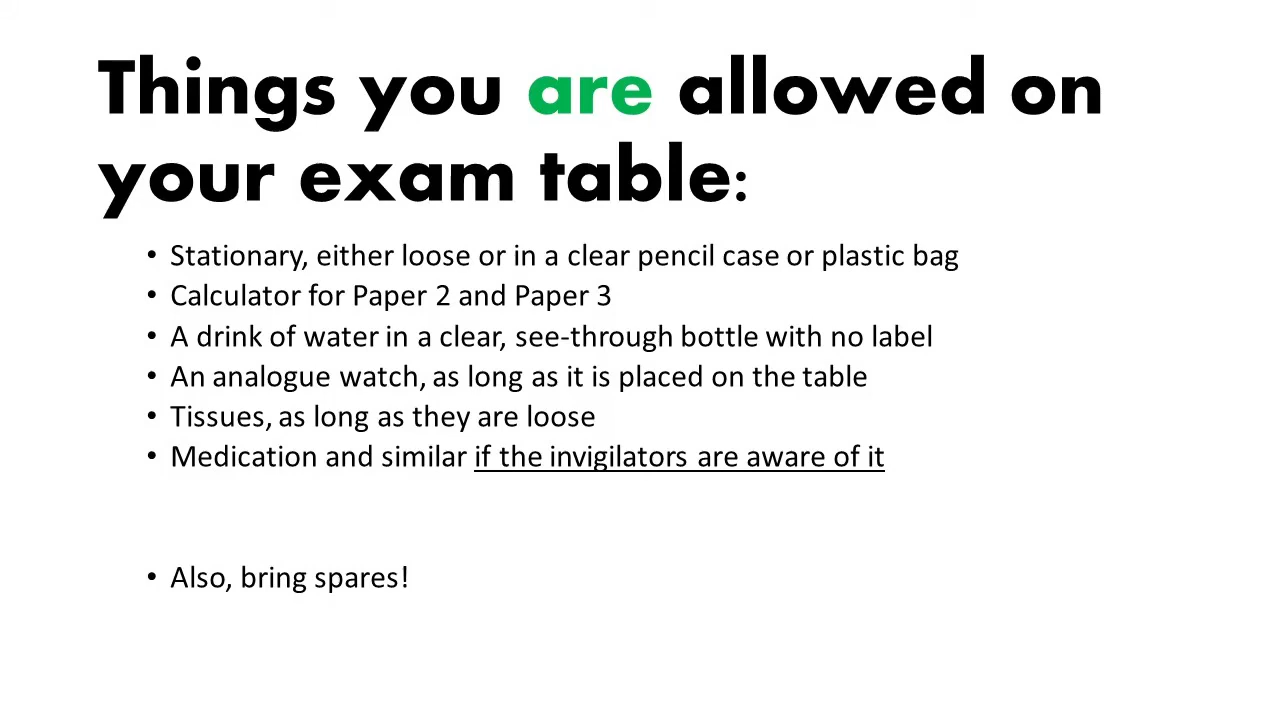 Things you are allowed on
your exam table:
• Stationary, either loose or in a clear pencil case or plastic bag
• Calculator for Paper 2 and Paper 3
• A drink of water in a clear, see-through bottle with no label
• An analogue watch, as long as it is placed on the table
• Tissues, as long as they are loose
• Medication and similar if the invigilators are aware of it
• Also, bring spares!